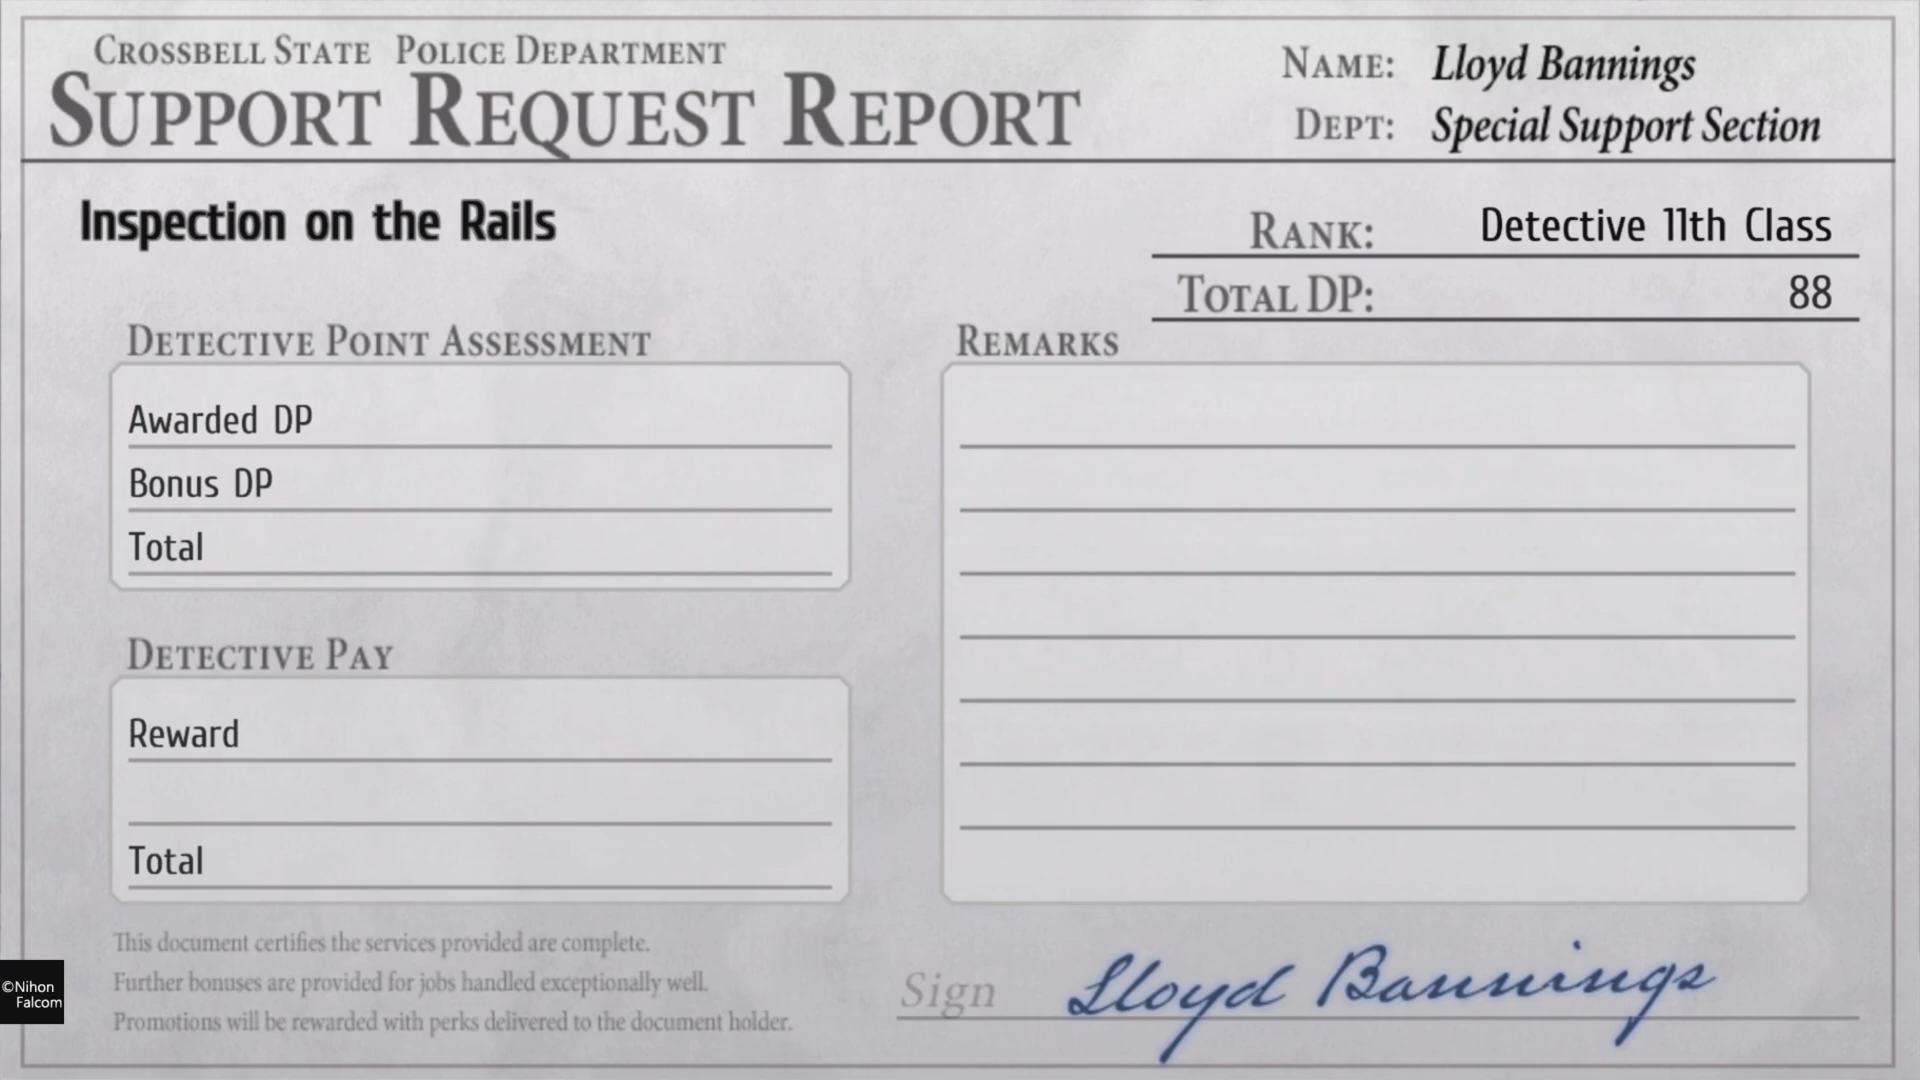 Crossbell State Police Department
Support Request Report
Name: Lloyd Bannings
Dept: Special Support Section
Inspection on the Rails
Rank: Detective 11th Class
Total DP: 88
Detective Point Assessment
Awarded DP
Bonus DP
Total
Detective Pay
Reward
Total
Remarks
This document certifies the services provided are complete.
Further bonuses are provided for jobs handled exceptionally well.
Promotions will be rewarded with perks delivered to the document holder.
Sign Lloyd Bannings
©Nihon
Falcom